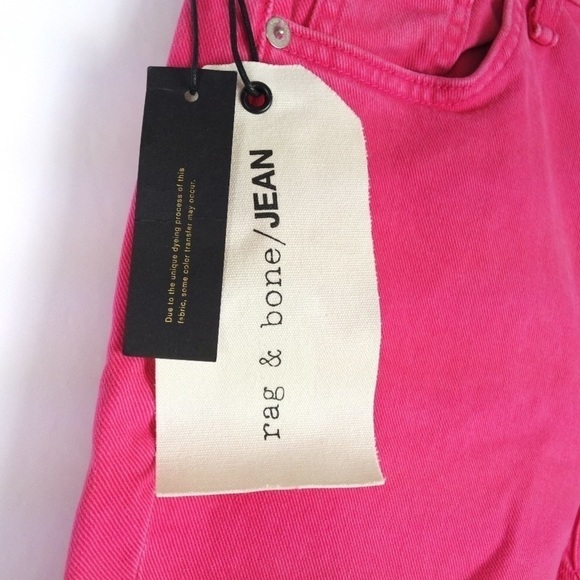 Due to the unique dyeing process of this
fabric, some color transfer may occur.
rag & bone/JEAN